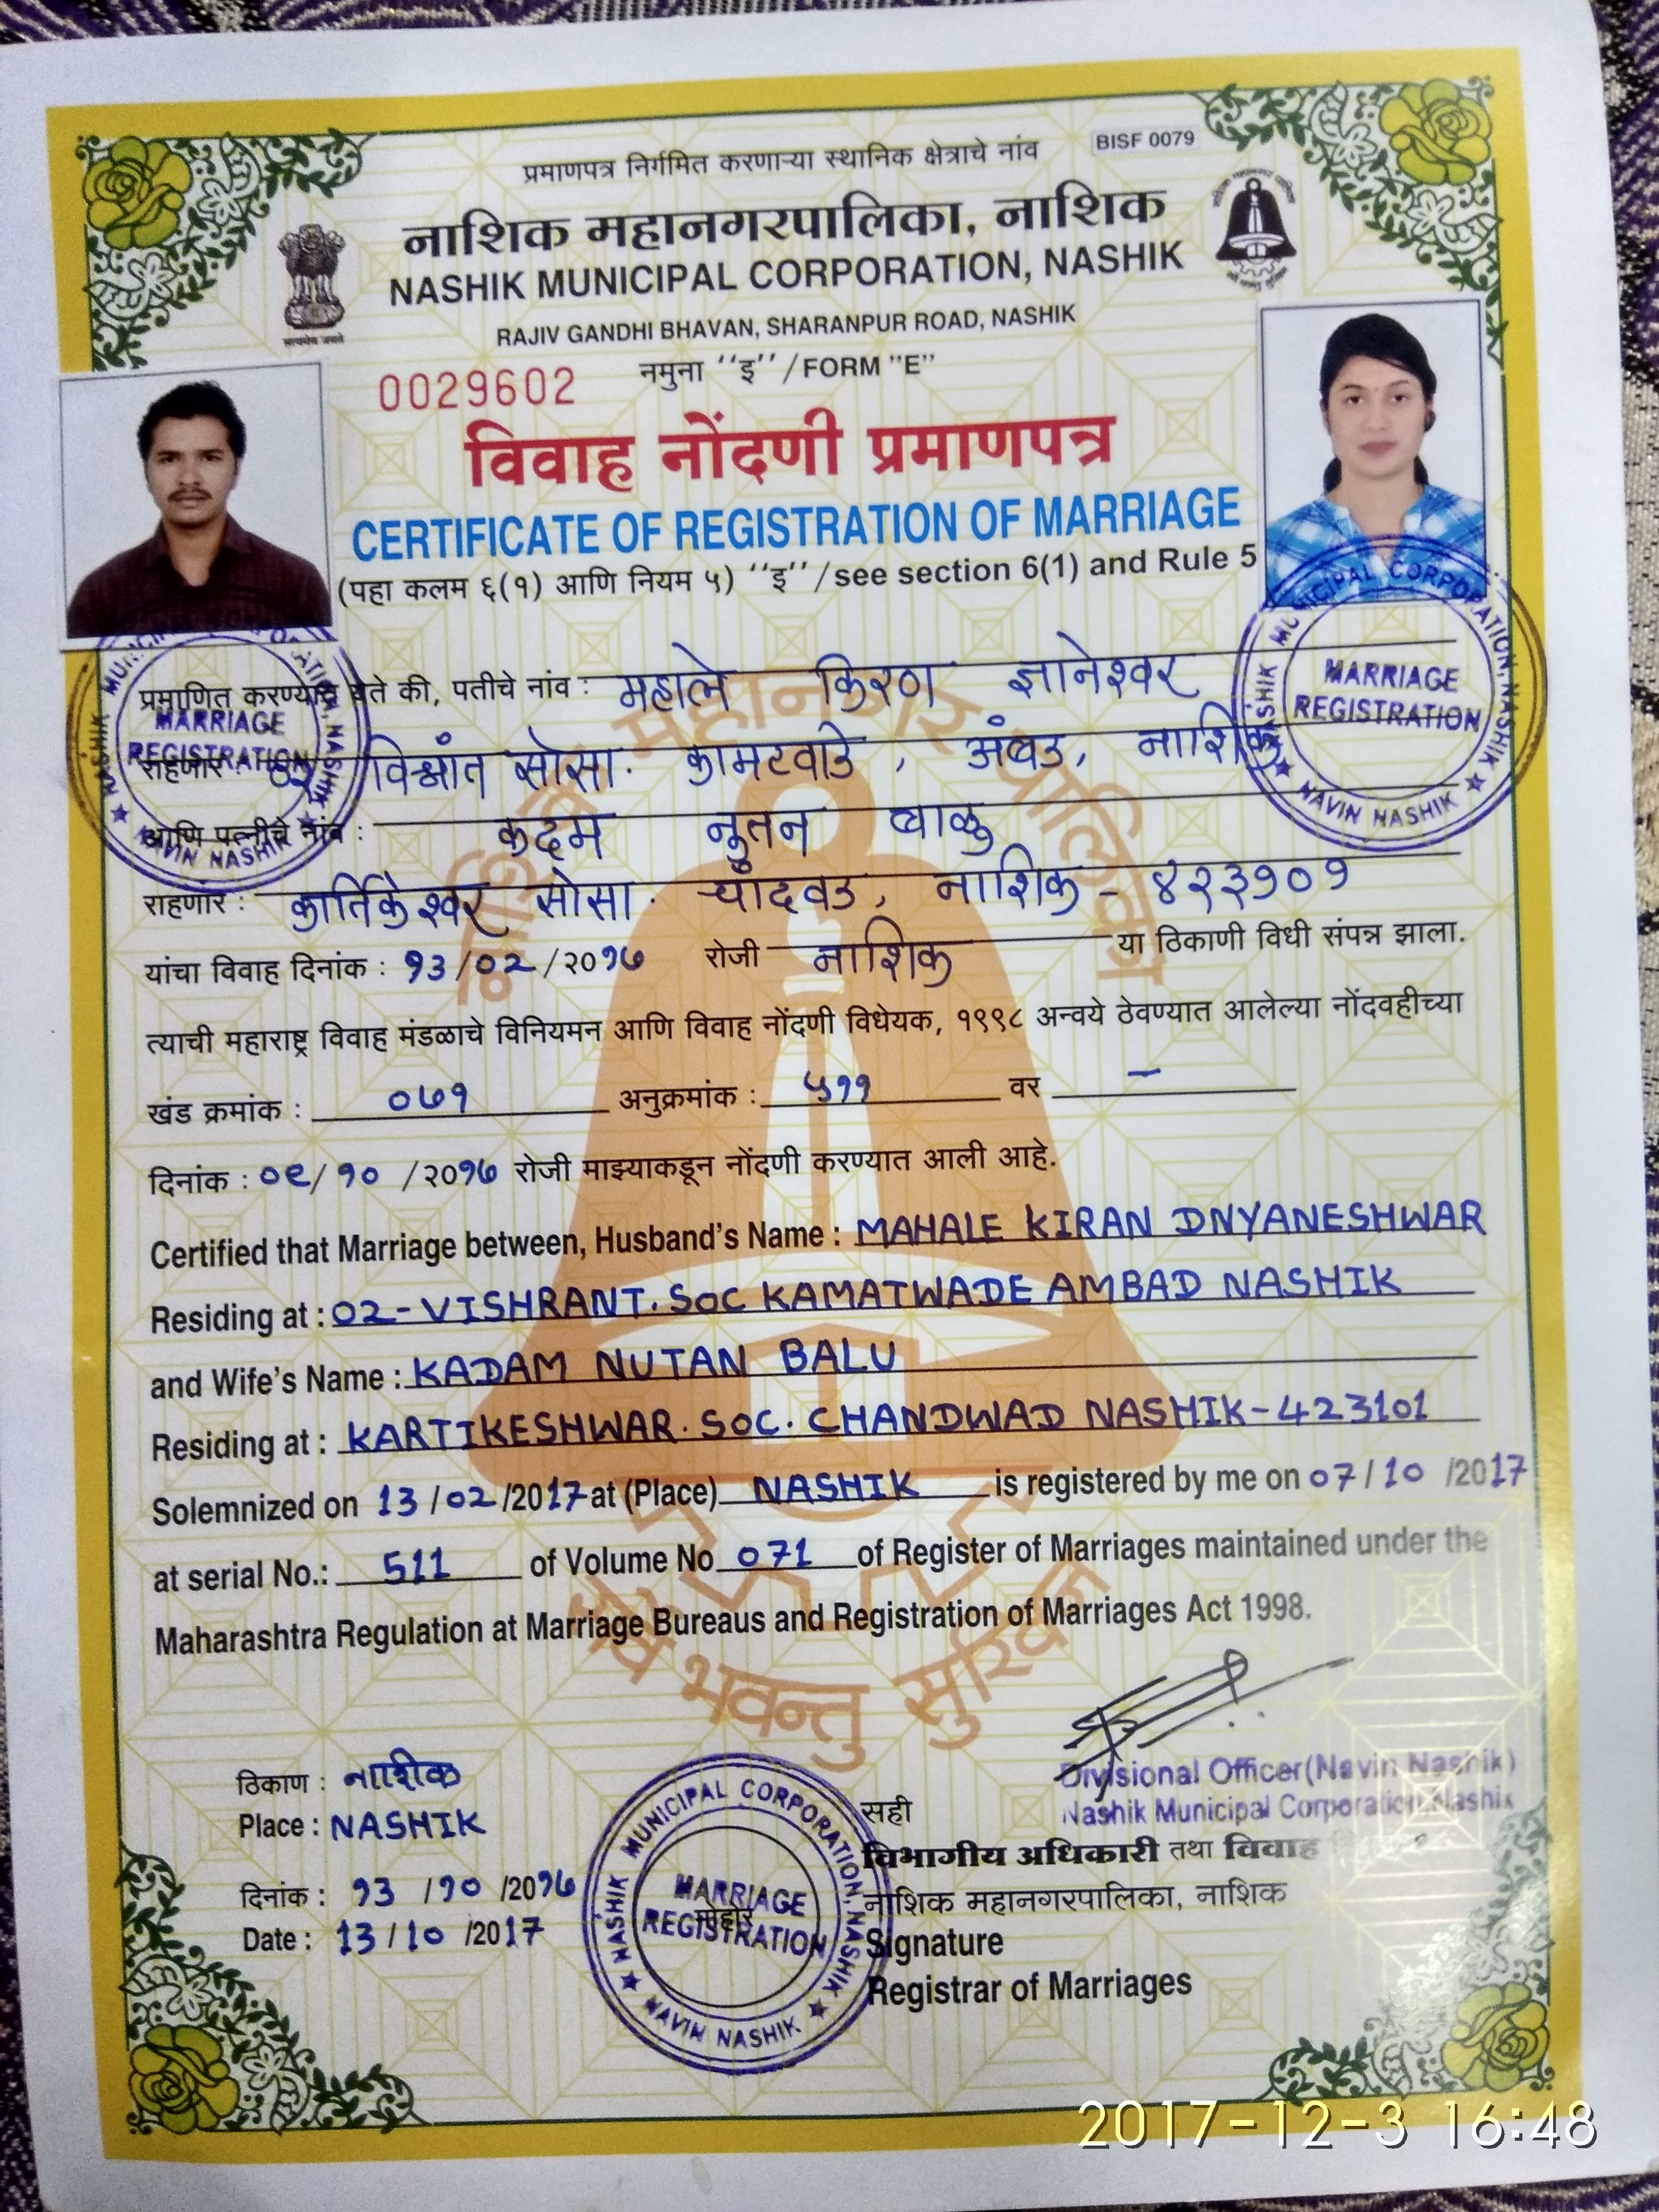 प्रमाणपत्र निर्गमित करणाऱ्या स्थानिक क्षेत्राचे नांव
BISF 0079
नाशिक महानगरपालिका, नाशिक
NASHIK MUNICIPAL CORPORATION, NASHIK
RAJIV GANDHI BHAVAN, SHARANPUR ROAD, NASHIK
नमुना "इ" / FORM "E"
0029602
विवाह नोंदणी प्रमाणपत्र
CERTIFICATE OF REGISTRATION OF MARRIAGE
(पहा कलम ६(१) आणि नियम ५) "इ" / see section 6(1) and Rule 5
प्रमाणित करण्यात येते की, पतीचे नांव : महाले किरण ज्ञानेश्वर
राहणार : ०२ विश्रांत सोसा. कामटवाडे, अंबड, नाशिक
आणि पत्नीचे नांव : कदम नुतन बाळु
राहणार : कार्तिकेश्वर सोसा. चांदवड, नाशिक - ४२३१०१
यांचा विवाह दिनांक : १३/०२/२०१७ रोजी नाशिक या ठिकाणी विधी संपन्न झाला.
त्याची महाराष्ट्र विवाह मंडळाचे विनियमन आणि विवाह नोंदणी विधेयक, १९९८ अन्वये ठेवण्यात आलेल्या नोंदवहीच्या
खंड क्रमांक : ०७१ अनुक्रमांक : ५११ वर -
दिनांक : ०९/१०/२०१७ रोजी माझ्याकडून नोंदणी करण्यात आली आहे.
Certified that Marriage between, Husband's Name : MAHALE KIRAN DNYANESHWAR
Residing at : 02-VISHRANT. SOC KAMATWADE AMBAD NASHIK
and Wife's Name : KADAM NUTAN BALU
Residing at : KARTIKESHWAR. SOC. CHANDWAD NASHIK-423101
Solemnized on 13/02/2017 at (Place) NASHIK is registered by me on 07/10/2017
at serial No.: 511 of Volume No. 071 of Register of Marriages maintained under the
Maharashtra Regulation at Marriage Bureaus and Registration of Marriages Act 1998.
Divisional Officer (Navin Nashik)
Nashik Municipal Corporation, Nashik
ठिकाण : नाशिक
Place : NASHIK
दिनांक : १३/१०/२०१७
Date : 13/10/2017
सही
विभागीय अधिकारी तथा विवाह
नाशिक महानगरपालिका, नाशिक
Signature
Registrar of Marriages
मोहोर
NASHIK MUNICIPAL CORPORATION, NASHIK
MARRIAGE
REGISTRATION
★ NAVIN NASHIK ★
2017-12-3 16:48